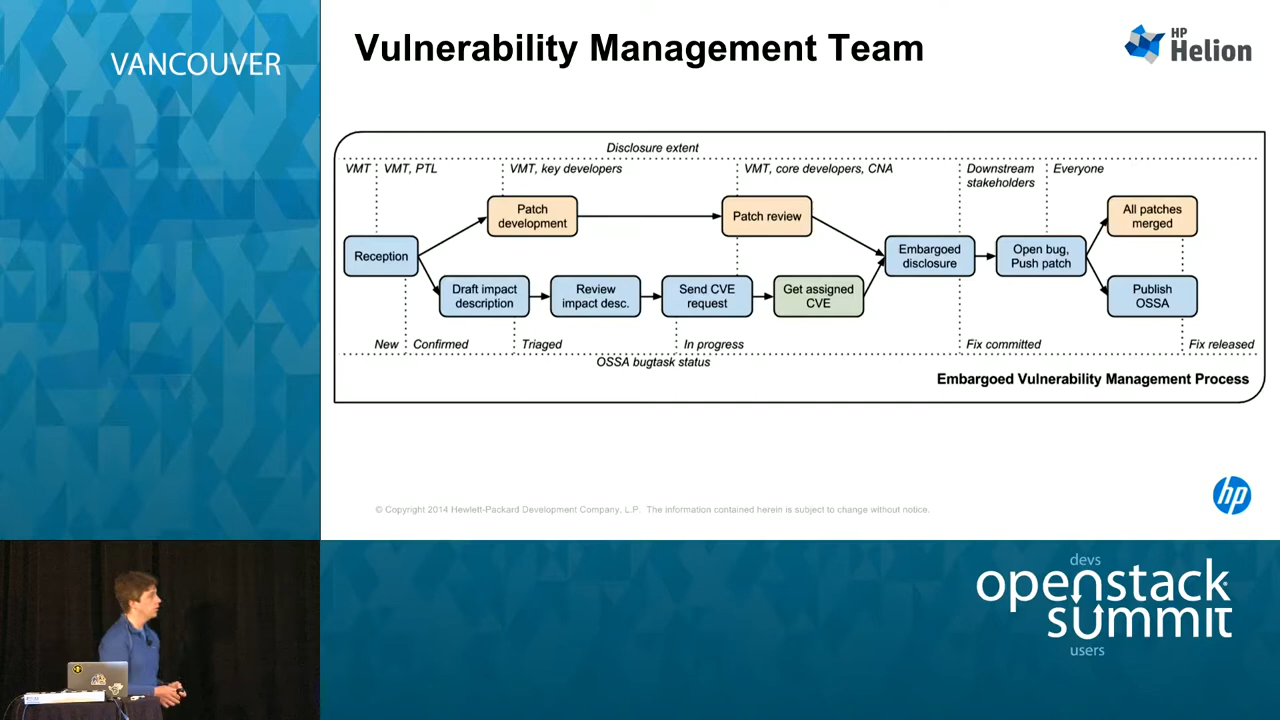 VANCOUVER
Vulnerability Management Team
HP
Helion
Disclosure extent
VMT
VMT, PTL
VMT, key developers
VMT, core developers, CNA
Downstream
stakeholders
Everyone
Patch
development
Patch review
All patches
merged
Reception
Embargoed
disclosure
Open bug,
Push patch
Draft impact
description
Review
impact desc.
Send CVE
request
Get assigned
CVE
Publish
OSSA
New
Confirmed
Triaged
In progress
Fix committed
Fix released
OSSA bugtask status
Embargoed Vulnerability Management Process
hp
© Copyright 2014 Hewlett-Packard Development Company, L.P. The information contained herein is subject to change without notice.
devs
openstack
summit
users